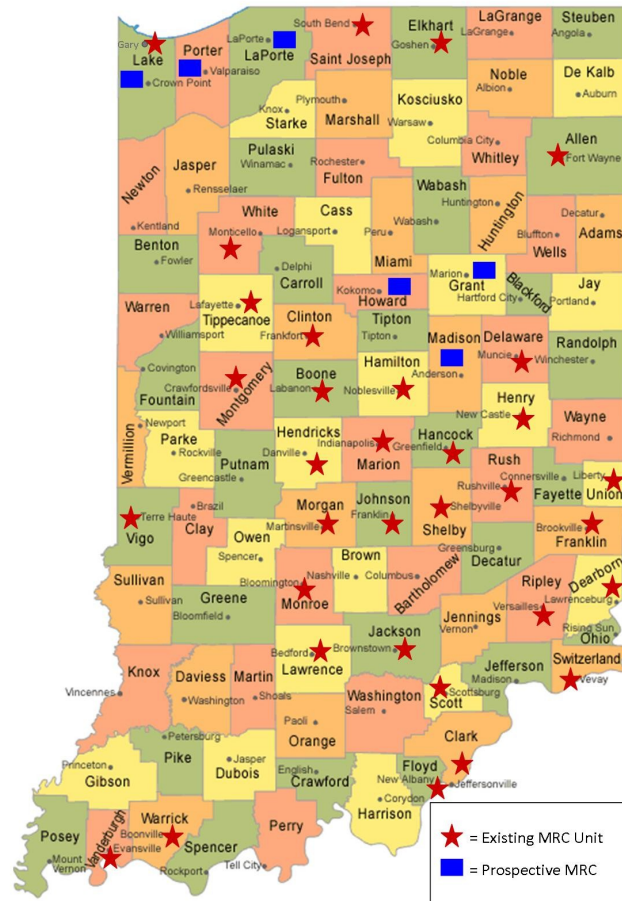 South Bend
Elkhart
LaGrange
Steuben
Gary
Lake
Porter
LaPorte
LaPorte
Goshen
LaGrange
Angola
Saint Joseph
Valparaiso
Crown Point
Noble
De Kalb
Albion
Auburn
Knox
Starke
Plymouth
Marshall
Kosciusko
Warsaw
Columbia City
Whitley
Allen
Fort Wayne
Pulaski
Winamac
Rochester
Fulton
Newton
Jasper
Rensselaer
Kentland
Wabash
Wabash
Huntington
Huntington
Decatur
Adams
Bluffton
Wells
White
Monticello
Cass
Logansport
Peru
Miami
Benton
Fowler
Delphi
Carroll
Kokomo
Howard
Marion
Grant
Hartford City
Blackford
Jay
Portland
Warren
Williamsport
Lafayette
Tippecanoe
Clinton
Frankfort
Tipton
Tipton
Madison
Anderson
Delaware
Muncie
Winchester
Randolph
Covington
Fountain
Crawfordsville
Montgomery
Boone
Labanon
Hamilton
Noblesville
Henry
New Castle
Wayne
Richmond
Vermillion
Newport
Parke
Rockville
Putnam
Greencastle
Hendricks
Danville
Indianapolis
Marion
Hancock
Greenfield
Rush
Rushville
Connersville
Fayette
Liberty
Union
Terre Haute
Vigo
Brazil
Clay
Owen
Spencer
Morgan
Martinsville
Johnson
Franklin
Shelby
Shelbyville
Brookville
Franklin
Greensburg
Decatur
Sullivan
Sullivan
Greene
Bloomfield
Bloomington
Monroe
Brown
Nashville
Columbus
Bartholomew
Ripley
Versailles
Dearborn
Lawrenceburg
Rising Sun
Ohio
Jennings
Vernon
Jackson
Brownstown
Bedford
Lawrence
Knox
Vincennes
Daviess
Washington
Martin
Shoals
Washington
Salem
Scott
Scottsburg
Jefferson
Madison
Switzerland
Vevay
Orange
Paoli
Clark
Jeffersonville
Floyd
New Albany
Petersburg
Pike
Princeton
Gibson
Jasper
Dubois
English
Crawford
Corydon
Harrison
Posey
Mount
Vernon
Vanderburgh
Evansville
Warrick
Boonville
Spencer
Rockport
Perry
Tell City
= Existing MRC Unit
= Prospective MRC